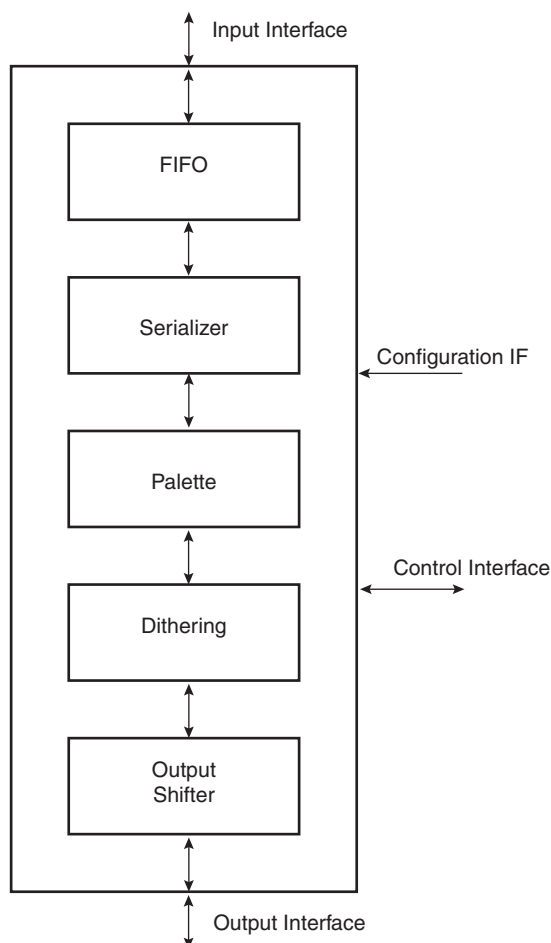 Input Interface
FIFO
Serializer
Configuration IF
Palette
Control Interface
Dithering
Output
Shifter
Output Interface